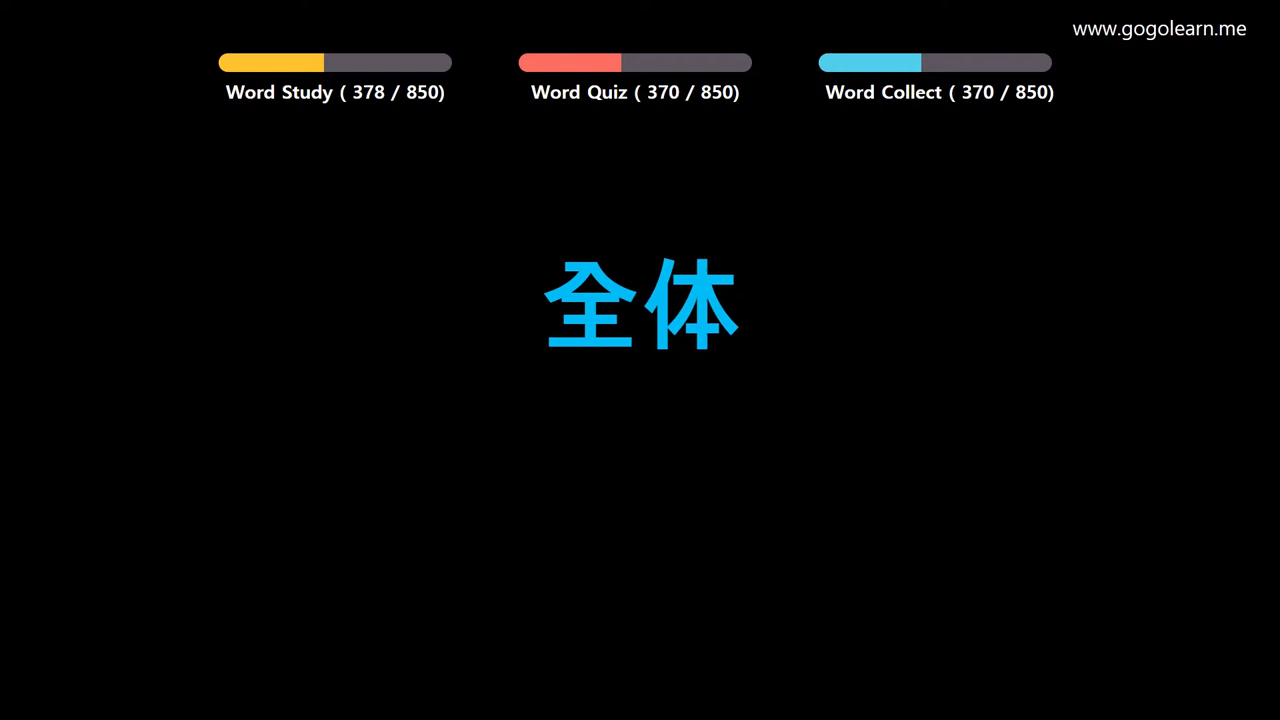 www.gogolearn.me
Word Study ( 378 / 850)
Word Quiz ( 370 / 850)
Word Collect ( 370 / 850)
全体